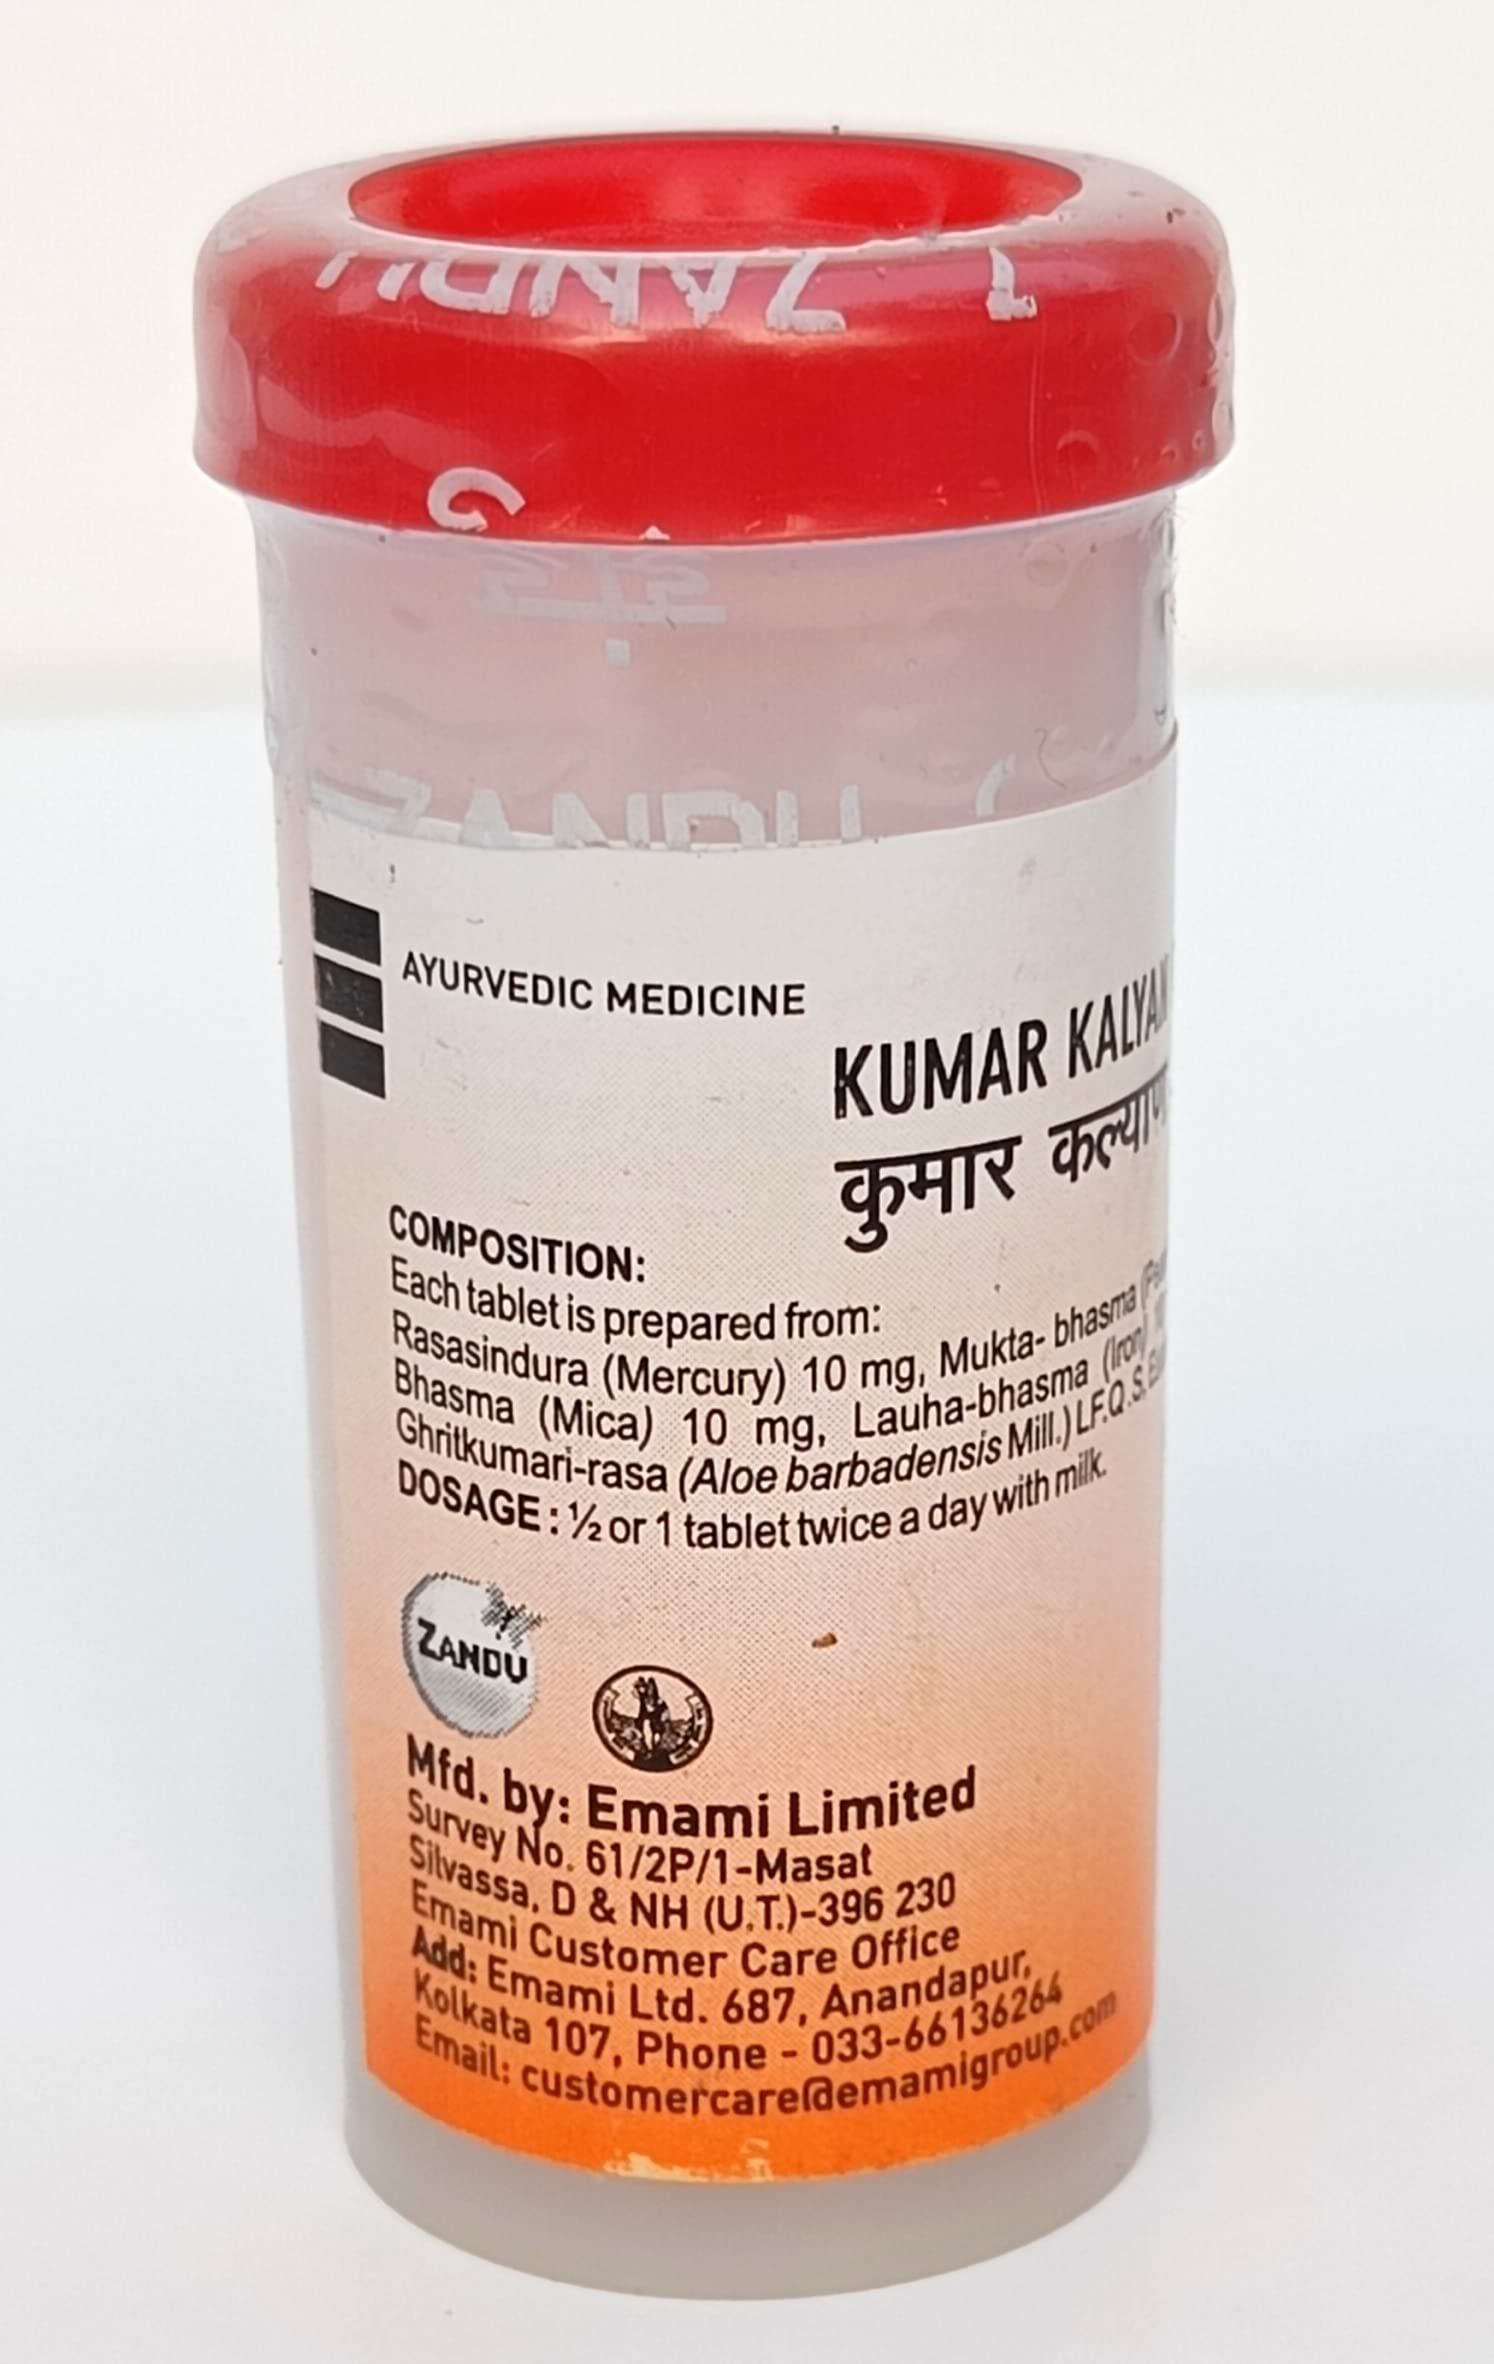 ZANDU
ZANDU
AYURVEDIC MEDICINE
KUMAR KALYAN
कुमार कल्याण
COMPOSITION:
Each tablet is prepared from:
Rasasindura (Mercury) 10 mg, Mukta- bhasma
Bhasma (Mica) 10 mg, Lauha-bhasma (Iron)
Ghritkumari-rasa (Aloe barbadensis Mill.) L.F.Q.S.
DOSAGE : ½ or 1 tablet twice a day with milk.
ZANDU
Mfd. by: Emami Limited
Survey No. 61/2P/1-Masat
Silvassa, D & NH (U.T.)-396 230
Emami Customer Care Office
Add: Emami Ltd. 687, Anandapur,
Kolkata 107, Phone - 033-66136264
Email: customercare@emamigroup.com